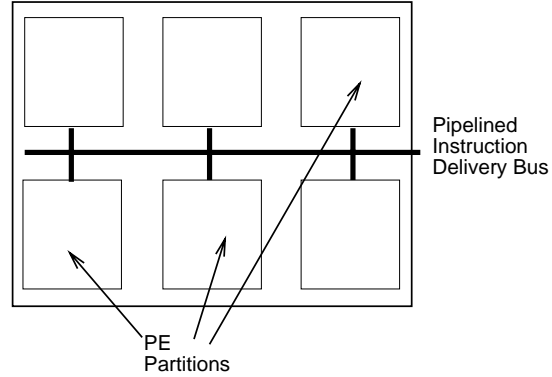 Pipelined
Instruction
Delivery Bus
PE
Partitions